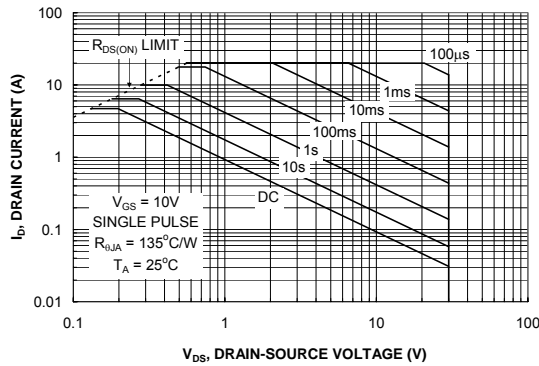 100
10
1
0.1
0.01
I_D, DRAIN CURRENT (A)
R_DS(ON) LIMIT
100µs
1ms
10ms
100ms
1s
10s
DC
V_GS = 10V
SINGLE PULSE
R_θJA = 135°C/W
T_A = 25°C
0.1
1
10
100
V_DS, DRAIN-SOURCE VOLTAGE (V)